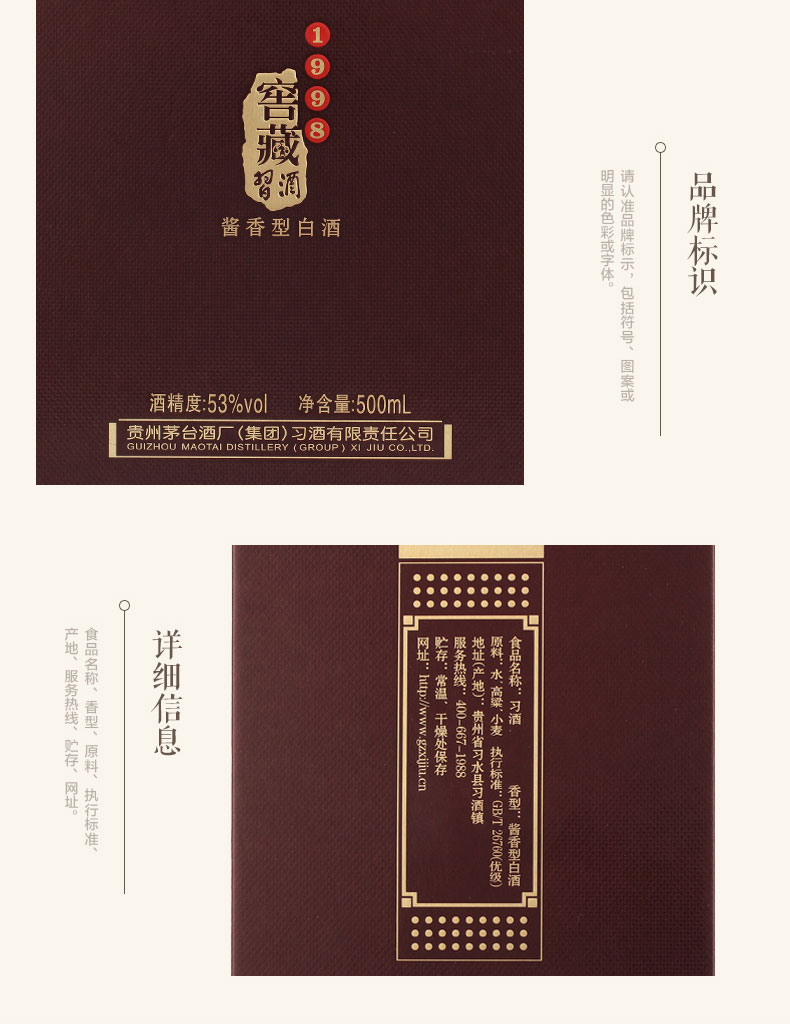 1998
窖藏
習酒
酱香型白酒
酒精度:53%vol 净含量:500mL
贵州茅台酒厂(集团)习酒有限责任公司
GUIZHOU MAOTAI DISTILLERY (GROUP) XI JIU CO.,LTD.
品牌标识
请认准品牌标示，包括符号、图案或
明显的色彩或字体。
详细信息
食品名称、香型、原料、执行标准、
产地、服务热线、贮存、网址。
食品名称：习酒 香型：酱香型白酒
原料：水、高粱、小麦 执行标准：GB/T 26760(优级)
地址(产地)：贵州省习水县习酒镇
服务热线：400-667-1988
贮存：常温、干燥处保存
网址：http//www.gzxijiu.cn